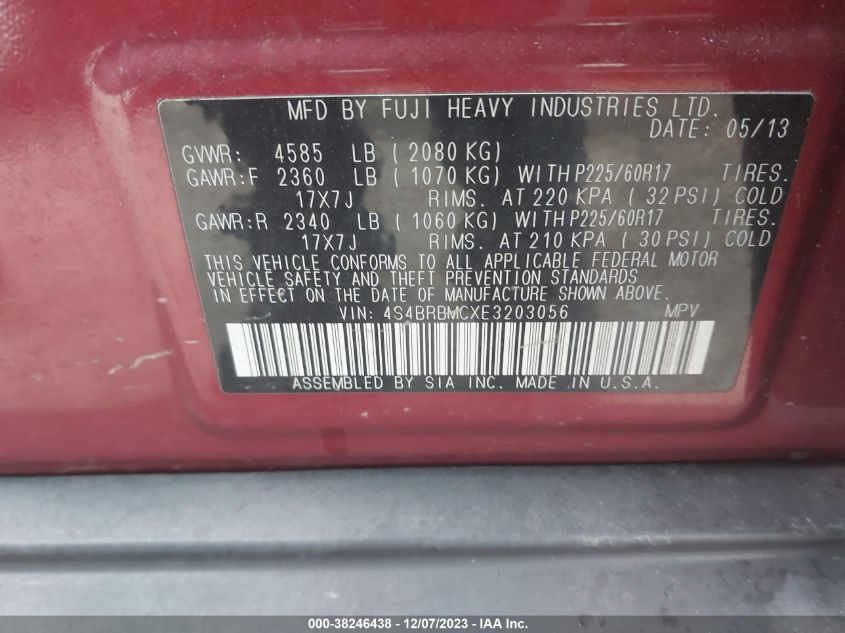 MFD BY FUJI HEAVY INDUSTRIES LTD.
DATE: 05/13
GVWR: 4585 LB ( 2080 KG)
GAWR:F 2360 LB ( 1070 KG) WITH P225/60R17 TIRES.
17X7J RIMS. AT 220 KPA ( 32 PSI) COLD
GAWR:R 2340 LB ( 1060 KG) WITH P225/60R17 TIRES.
17X7J RIMS. AT 210 KPA ( 30 PSI) COLD
THIS VEHICLE CONFORMS TO ALL APPLICABLE FEDERAL MOTOR
VEHICLE SAFETY AND THEFT PREVENTION STANDARDS
IN EFFECT ON THE DATE OF MANUFACTURE SHOWN ABOVE.
VIN: 4S4BRBMCXE3203056 MPV
ASSEMBLED BY SIA INC. MADE IN U.S.A.
000-38246438 - 12/07/2023 - IAA Inc.